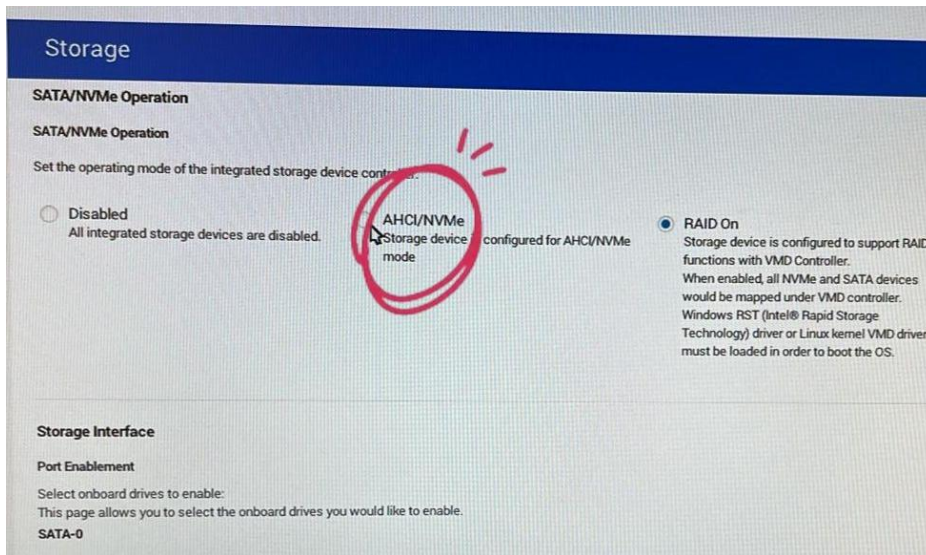 Storage
SATA/NVMe Operation
SATA/NVMe Operation
Set the operating mode of the integrated storage device controller.
Disabled
All integrated storage devices are disabled.
AHCI/NVMe
Storage device configured for AHCI/NVMe
mode
RAID On
Storage device is configured to support RAID
functions with VMD Controller.
When enabled, all NVMe and SATA devices
would be mapped under VMD controller.
Windows RST (Intel® Rapid Storage
Technology) driver or Linux kernel VMD driver
must be loaded in order to boot the OS.
Storage Interface
Port Enablement
Select onboard drives to enable:
This page allows you to select the onboard drives you would like to enable.
SATA-0